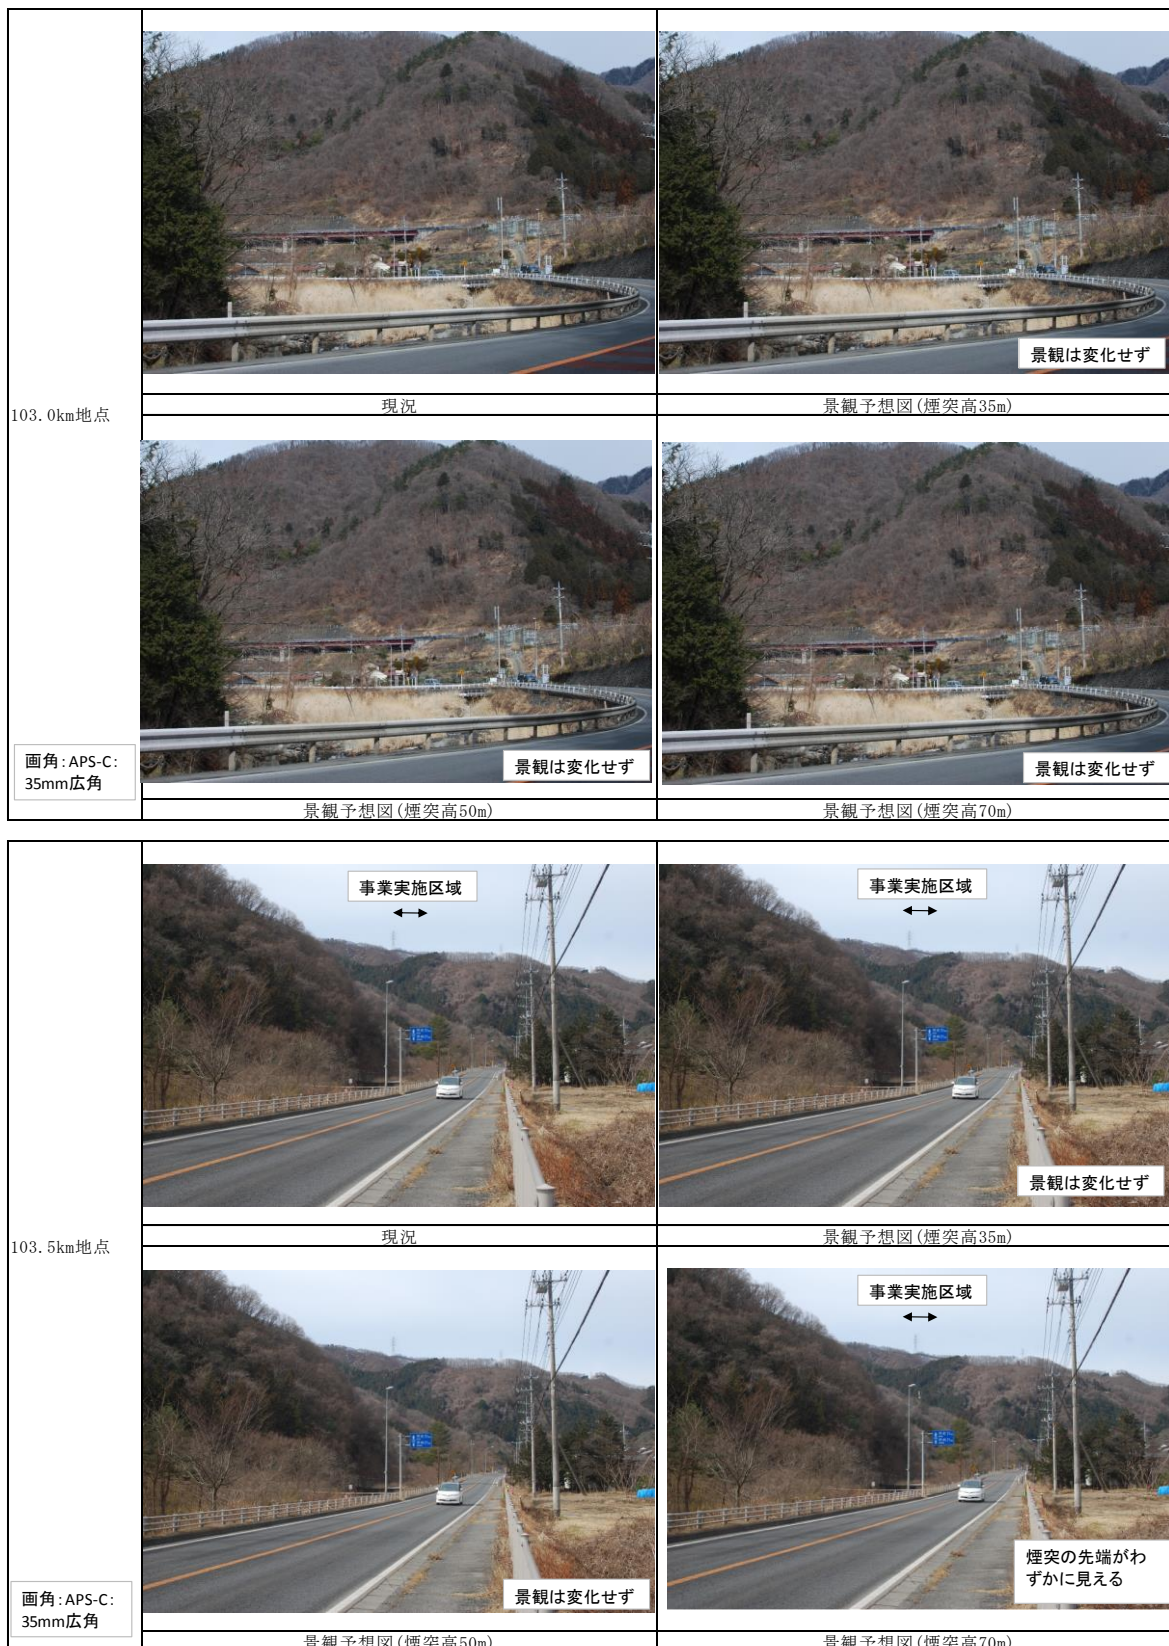 景観は変化せず
現況
景観予想図(煙突高35m)
103.0km地点
画角:APS-C:
35mm広角
景観は変化せず
景観は変化せず
景観予想図(煙突高50m)
景観予想図(煙突高70m)
事業実施区域
事業実施区域
景観は変化せず
現況
景観予想図(煙突高35m)
103.5km地点
事業実施区域
画角:APS-C:
35mm広角
景観は変化せず
煙突の先端がわ
ずかに見える
景観予想図(煙突高50m)
景観予想図(煙突高70m)